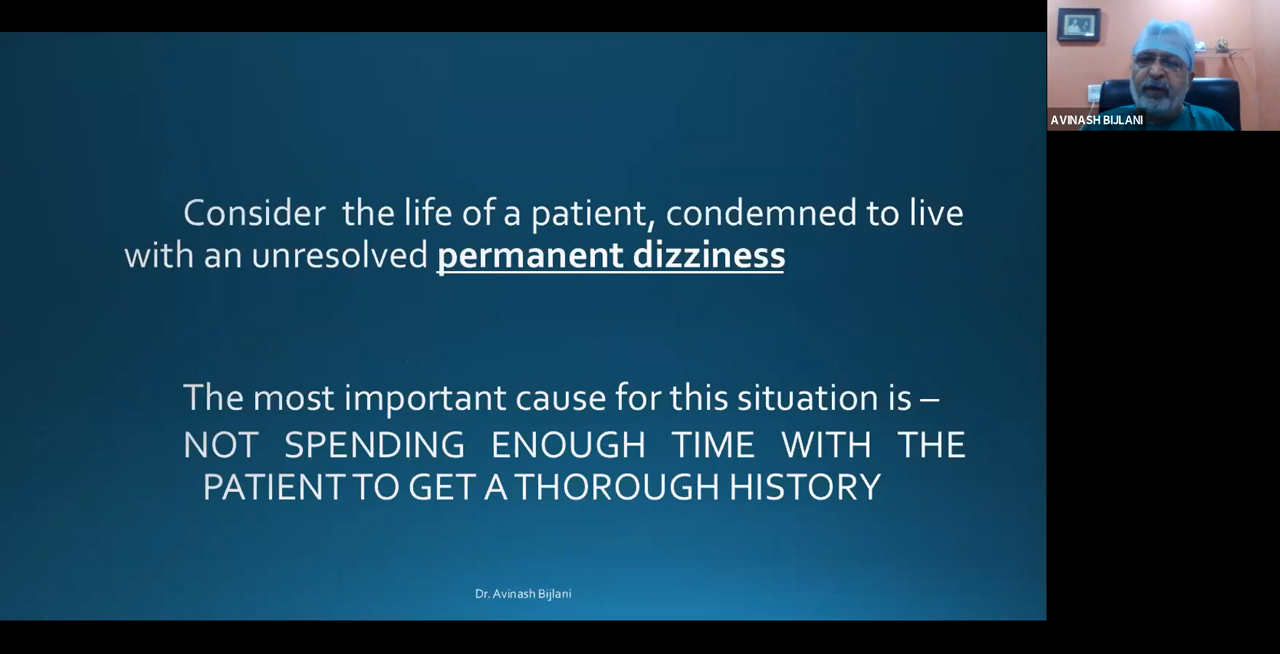 Consider the life of a patient, condemned to live
with an unresolved permanent dizziness
The most important cause for this situation is –
NOT SPENDING ENOUGH TIME WITH THE
PATIENT TO GET A THOROUGH HISTORY
Dr. Avinash Bijlani
AVINASH BIJLANI